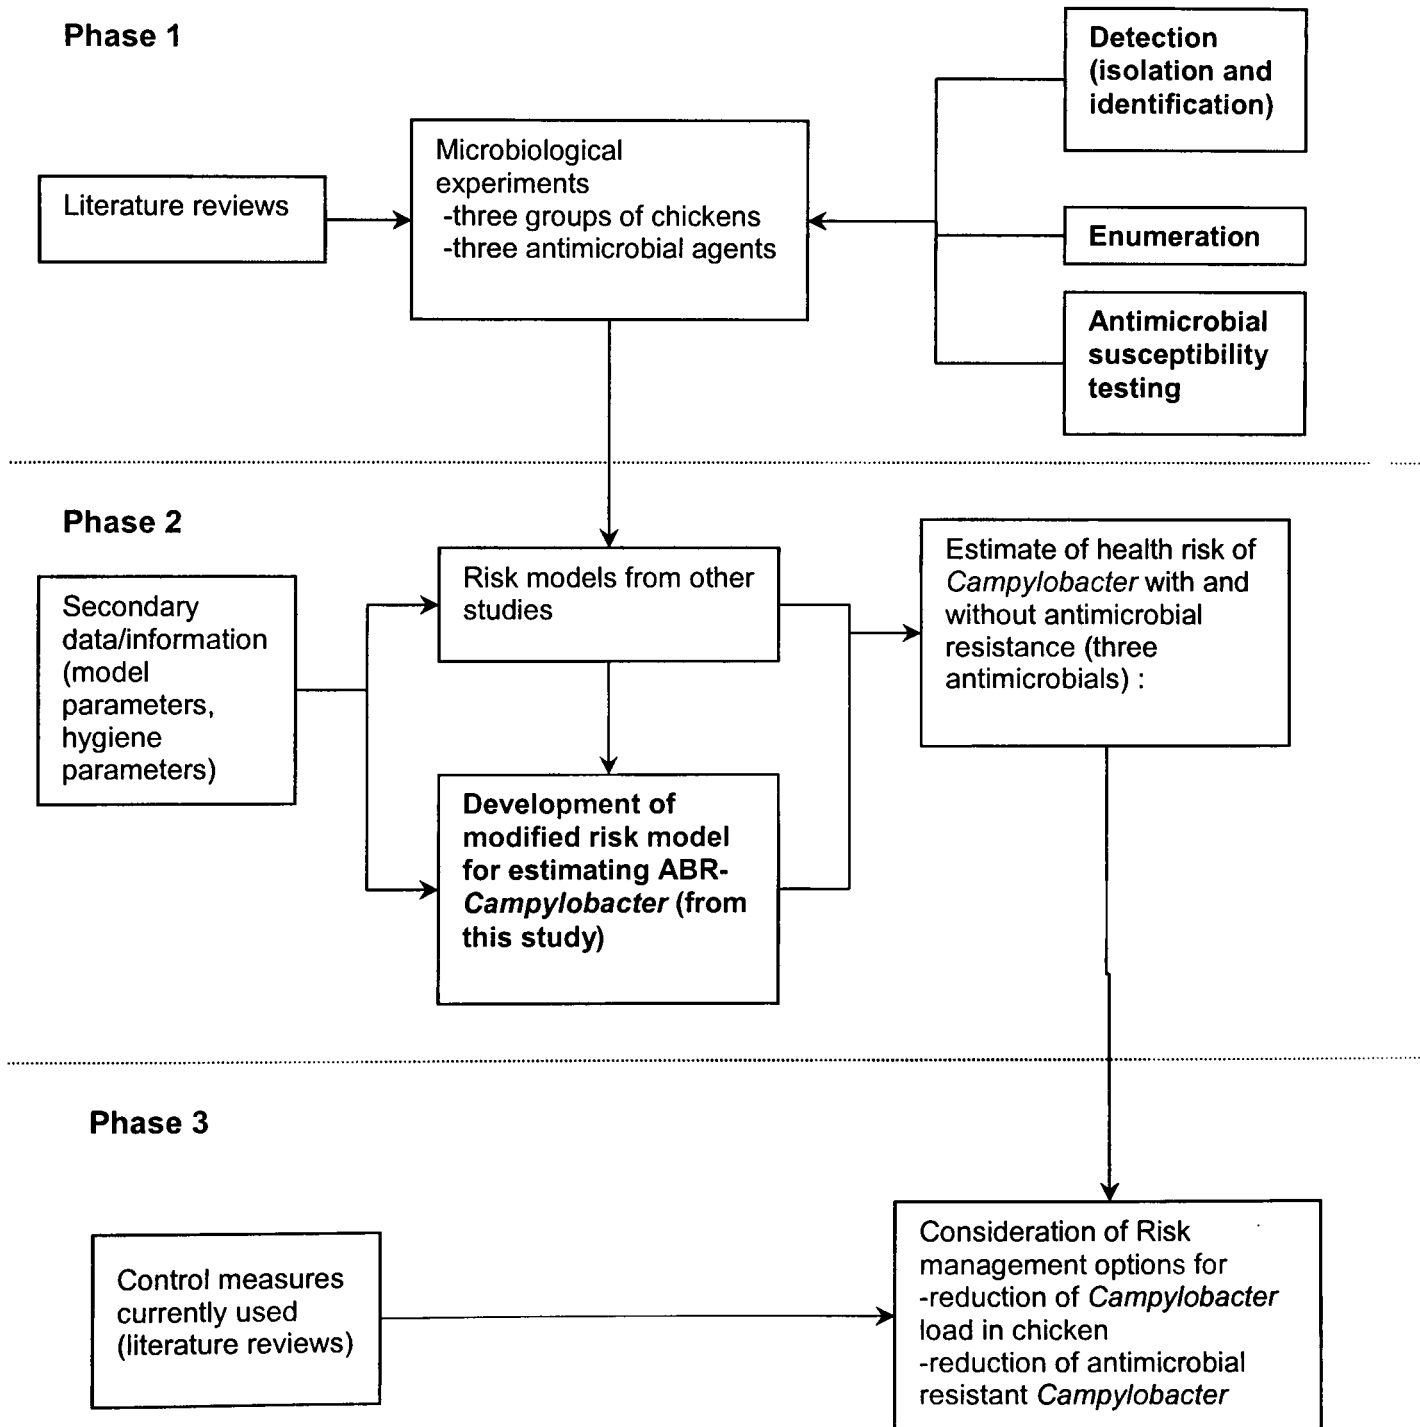 Phase 1
Detection
(isolation and
identification)
Microbiological
experiments
-three groups of chickens
-three antimicrobial agents
Literature reviews
Enumeration
Antimicrobial
susceptibility
testing
Phase 2
Secondary
data/information
(model
parameters,
hygiene
parameters)
Risk models from other
studies
Estimate of health risk of
Campylobacter with and
without antimicrobial
resistance (three
antimicrobials) :
Development of
modified risk model
for estimating ABR-
Campylobacter (from
this study)
Phase 3
Control measures
currently used
(literature reviews)
Consideration of Risk
management options for
-reduction of Campylobacter
load in chicken
-reduction of antimicrobial
resistant Campylobacter